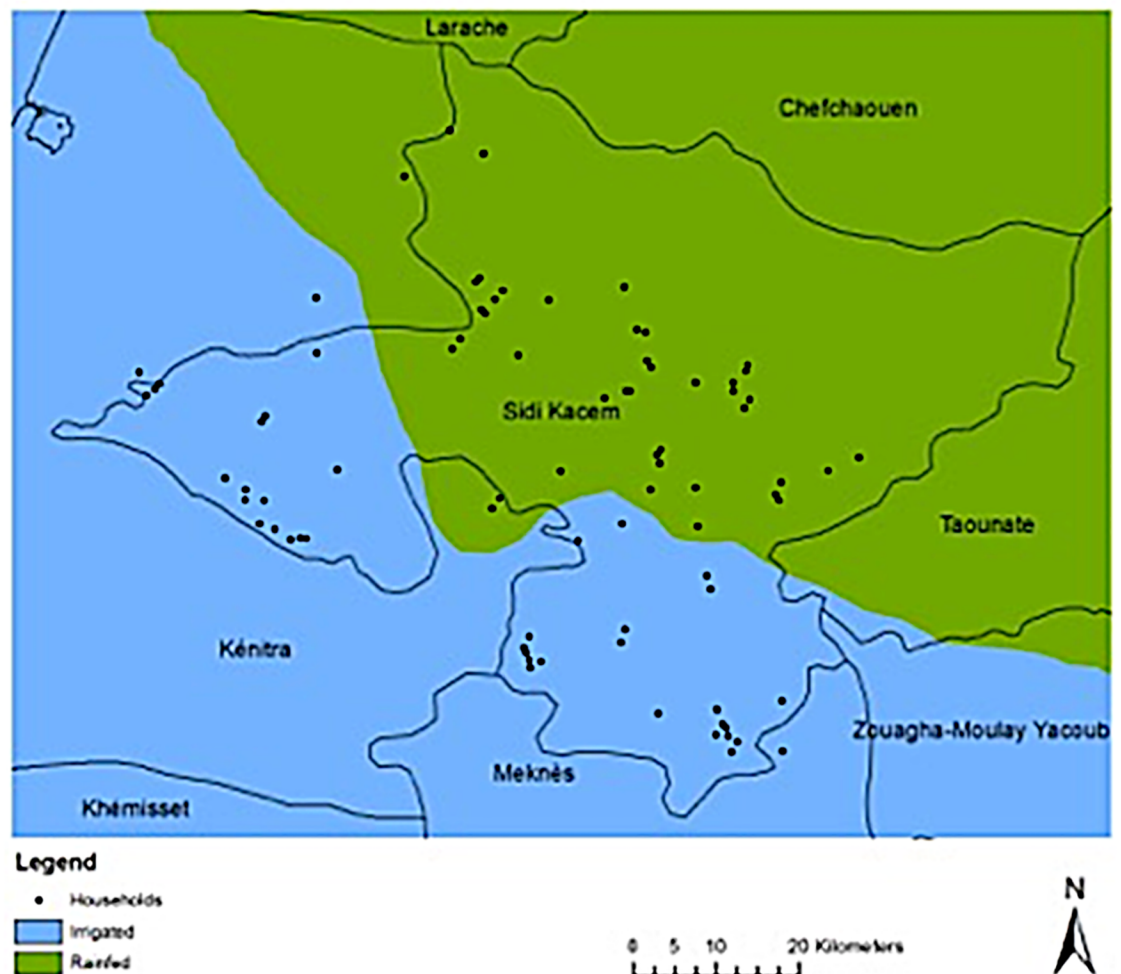 Larache
Chefchaouen
Sidi Kacem
Taounate
Kénitra
Zouagha-Moulay Yacoub
Meknès
Khémisset
Legend
Households
Irrigated
Rainfed
N
0 5 10 20 Kilometers